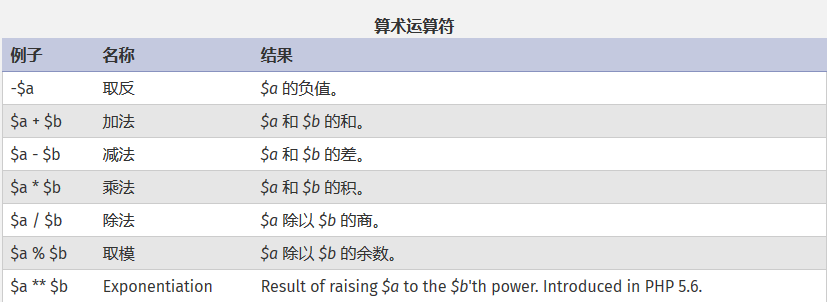 算术运算符
例子 名称 结果
-$a 取反 $a 的负值。
$a + $b 加法 $a 和 $b 的和。
$a - $b 减法 $a 和 $b 的差。
$a * $b 乘法 $a 和 $b 的积。
$a / $b 除法 $a 除以 $b 的商。
$a % $b 取模 $a 除以 $b 的余数。
$a ** $b Exponentiation Result of raising $a to the $b'th power. Introduced in PHP 5.6.